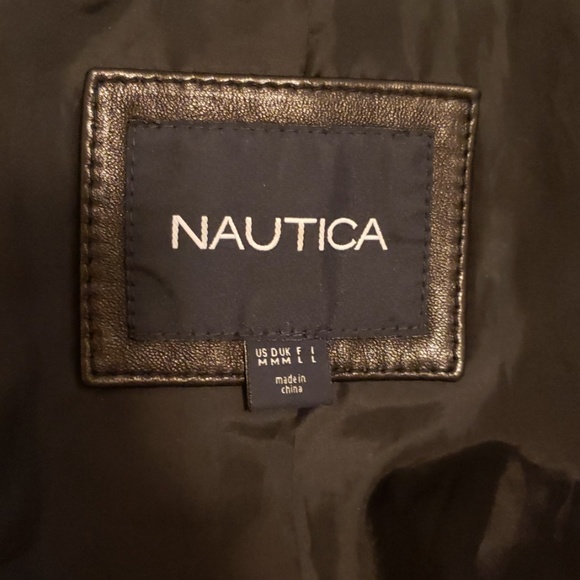 NAUTICA
US D UK F I
M M M L L
made in
china